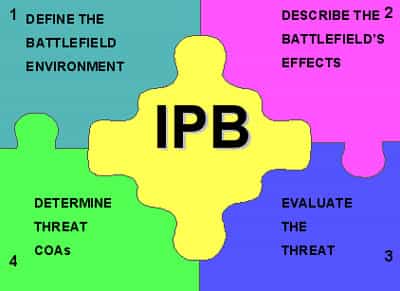 1
DEFINE THE
BATTLEFIELD
ENVIRONMENT
DESCRIBE THE 2
BATTLEFIELD'S
EFFECTS
IPB
DETERMINE
THREAT
COAs
4
EVALUATE
THE
THREAT
3